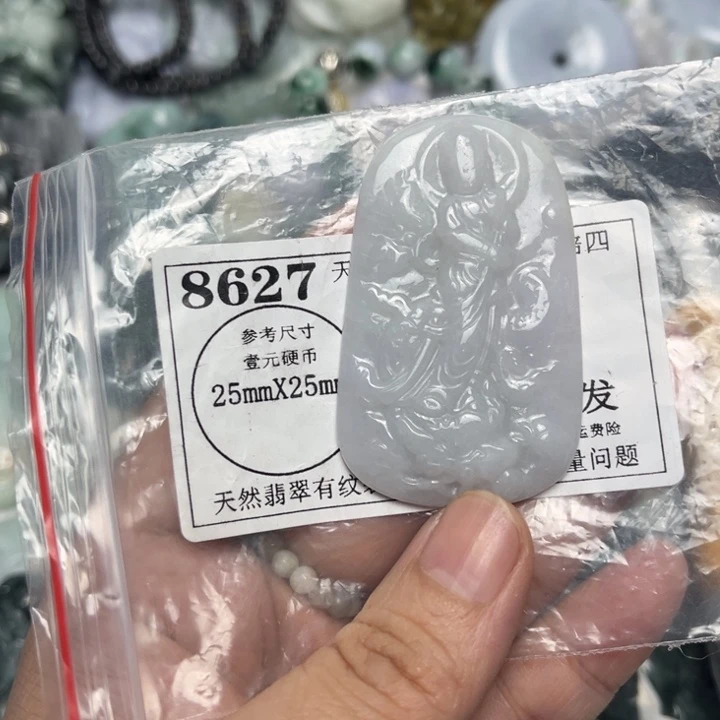 8627 天
四
参考尺寸
壹元硬币
25mmX25m
发
运费险
天然翡翠有纹
量问题